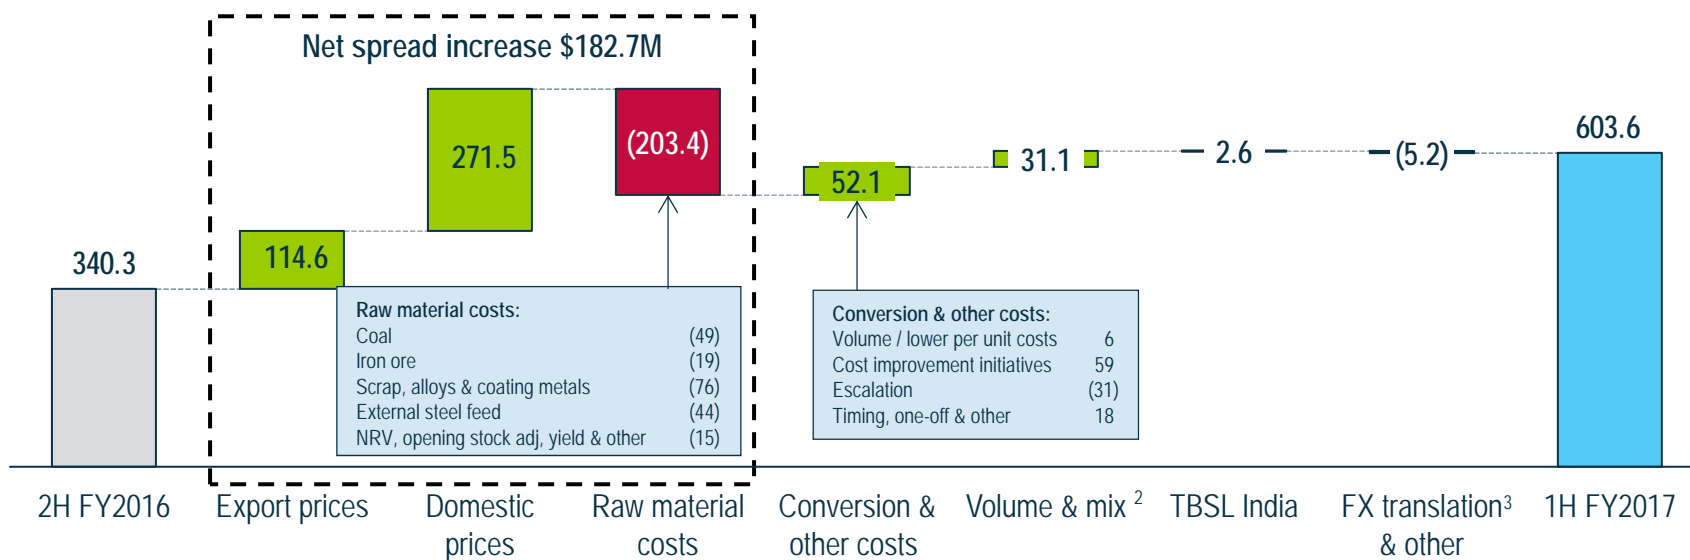 Net spread increase $182.7M
340.3
114.6
271.5
(203.4)
52.1
31.1
2.6
(5.2)
603.6
Raw material costs:
Coal (49)
Iron ore (19)
Scrap, alloys & coating metals (76)
External steel feed (44)
NRV, opening stock adj, yield & other (15)
Conversion & other costs:
Volume / lower per unit costs 6
Cost improvement initiatives 59
Escalation (31)
Timing, one-off & other 18
2H FY2016
Export prices
Domestic
prices
Raw material
costs
Conversion &
other costs
Volume & mix 2
TBSL India
FX translation3
& other
1H FY2017